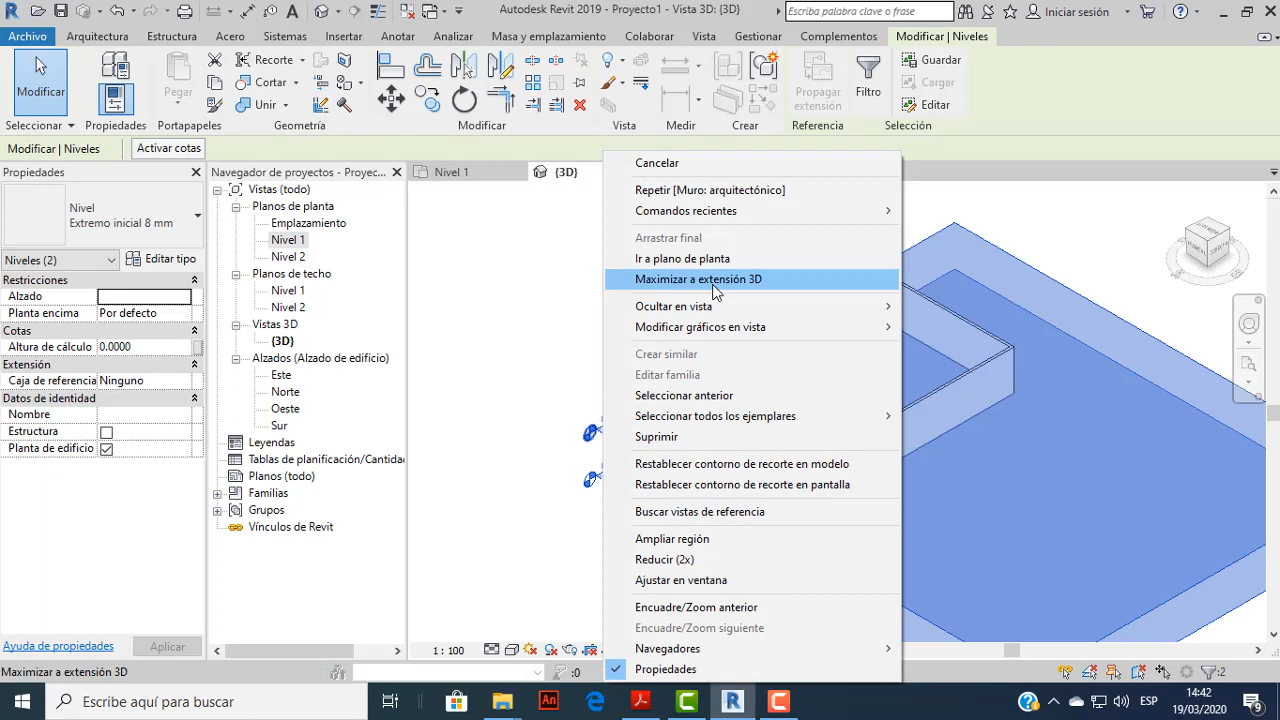 Autodesk Revit 2019 - Proyecto1 - Vista 3D: {3D}
Escriba palabra clave o frase
Iniciar sesión
Archivo Arquitectura Estructura Acero Sistemas Insertar Anotar Analizar Masa y emplazamiento Colaborar Vista Gestionar Complementos Modificar | Niveles
Modificar
Pegar
Recorte
Cortar
Unir
Propagar
extensión
Filtro
Guardar
Cargar
Editar
Seleccionar Propiedades Portapapeles Geometría Modificar Vista Medir Crear Referencia Selección
Modificar | Niveles Activar cotas
Propiedades
Nivel
Extremo inicial 8 mm
Niveles (2) Editar tipo
Restricciones
Alzado
Planta encima Por defecto
Cotas
Altura de cálculo 0.0000
Extensión
Caja de referencia Ninguno
Datos de identidad
Nombre
Estructura
Planta de edificio
Ayuda de propiedades Aplicar
Navegador de proyectos - Proyec...
Vistas (todo)
Planos de planta
Emplazamiento
Nivel 1
Nivel 2
Planos de techo
Nivel 1
Nivel 2
Vistas 3D
{3D}
Alzados (Alzado de edificio)
Este
Norte
Oeste
Sur
Leyendas
Tablas de planificación/Cantidad
Planos (todo)
Familias
Grupos
Vínculos de Revit
Nivel 1
{3D}
Cancelar
Repetir [Muro: arquitectónico]
Comandos recientes
Arrastrar final
Ir a plano de planta
Maximizar a extensión 3D
Ocultar en vista
Modificar gráficos en vista
Crear similar
Editar familia
Seleccionar anterior
Seleccionar todos los ejemplares
Suprimir
Restablecer contorno de recorte en modelo
Restablecer contorno de recorte en pantalla
Buscar vistas de referencia
Ampliar región
Reducir (2x)
Ajustar en ventana
Encuadre/Zoom anterior
Encuadre/Zoom siguiente
Navegadores
Propiedades
1 : 100
Maximizar a extensión 3D
:0
:2
Escribe aquí para buscar
An
R
C
ESP
14:42
19/03/2020
5